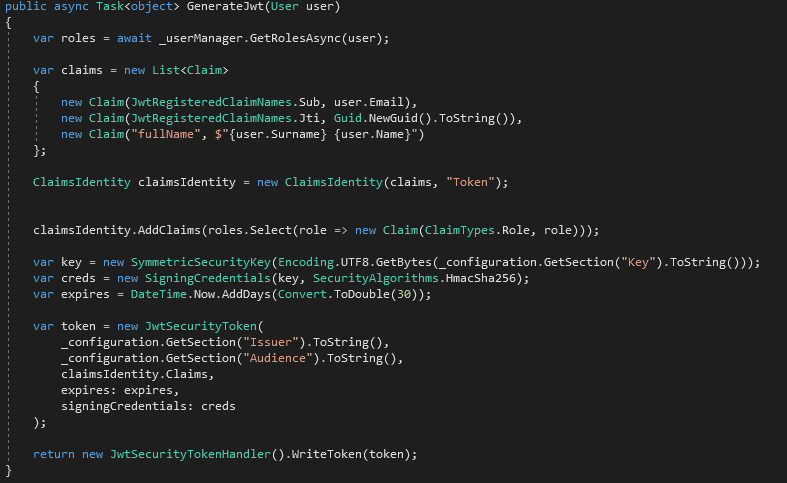 public async Task<object> GenerateJwt(User user)
{
var roles = await _userManager.GetRolesAsync(user);
var claims = new List<Claim>
{
new Claim(JwtRegisteredClaimNames.Sub, user.Email),
new Claim(JwtRegisteredClaimNames.Jti, Guid.NewGuid().ToString()),
new Claim("fullName", $"{user.Surname} {user.Name}")
};
ClaimsIdentity claimsIdentity = new ClaimsIdentity(claims, "Token");
claimsIdentity.AddClaims(roles.Select(role => new Claim(ClaimTypes.Role, role)));
var key = new SymmetricSecurityKey(Encoding.UTF8.GetBytes(_configuration.GetSection("Key").ToString()));
var creds = new SigningCredentials(key, SecurityAlgorithms.HmacSha256);
var expires = DateTime.Now.AddDays(Convert.ToDouble(30));
var token = new JwtSecurityToken(
_configuration.GetSection("Issuer").ToString(),
_configuration.GetSection("Audience").ToString(),
claimsIdentity.Claims,
expires: expires,
signingCredentials: creds
);
return new JwtSecurityTokenHandler().WriteToken(token);
}